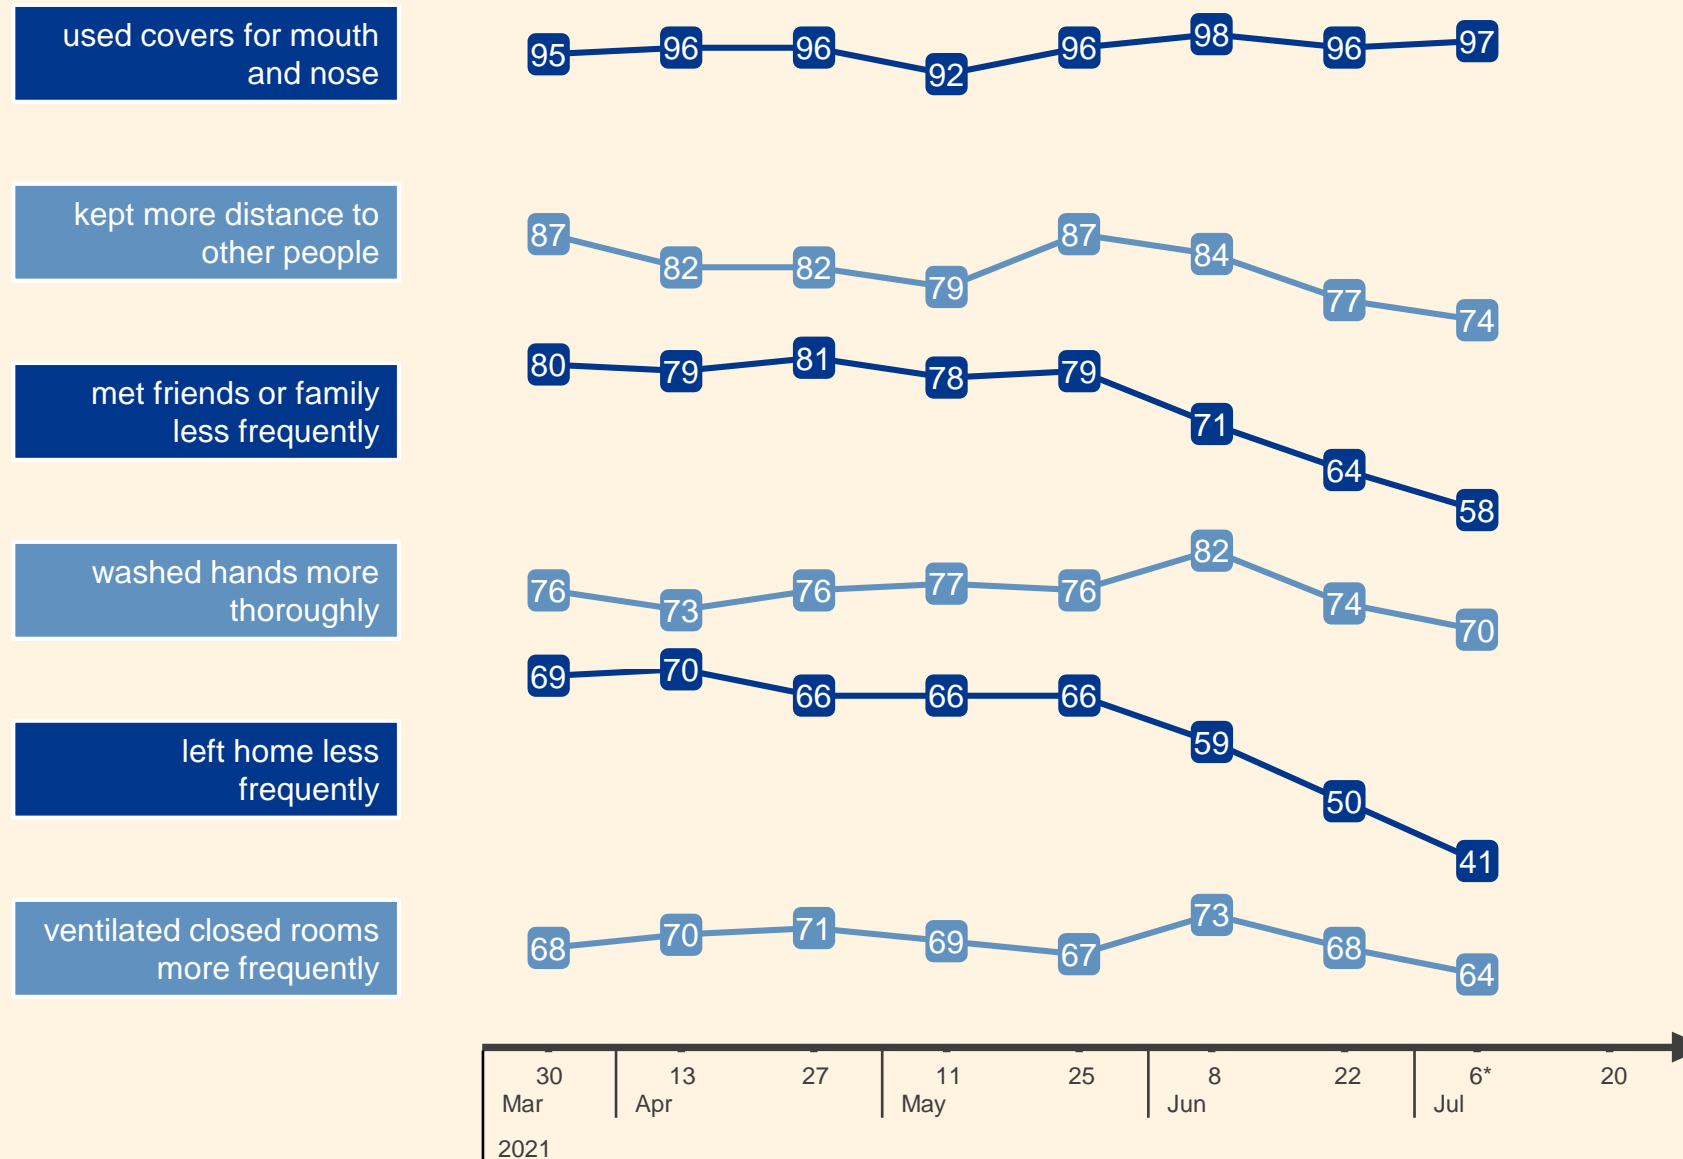 used covers for mouth
and nose
95 96 96 92 96 98 96 97
kept more distance to
other people
87 82 82 79 87 84 77 74
met friends or family
less frequently
80 79 81 78 79 71 64 58
washed hands more
thoroughly
76 73 76 77 76 82 74 70
left home less
frequently
69 70 66 66 66 59 50 41
ventilated closed rooms
more frequently
68 70 71 69 67 73 68 64
30 13 27 11 25 8 22 6* 20
Mar Apr May Jun Jul
2021